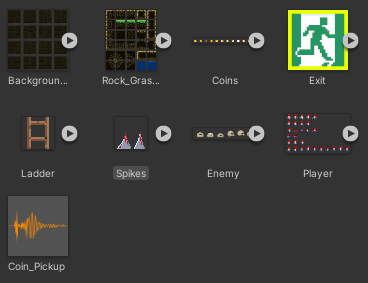 Backgroun...
Rock_Gras...
Coins
Exit
Ladder
Spikes
Enemy
Player
Coin_Pickup